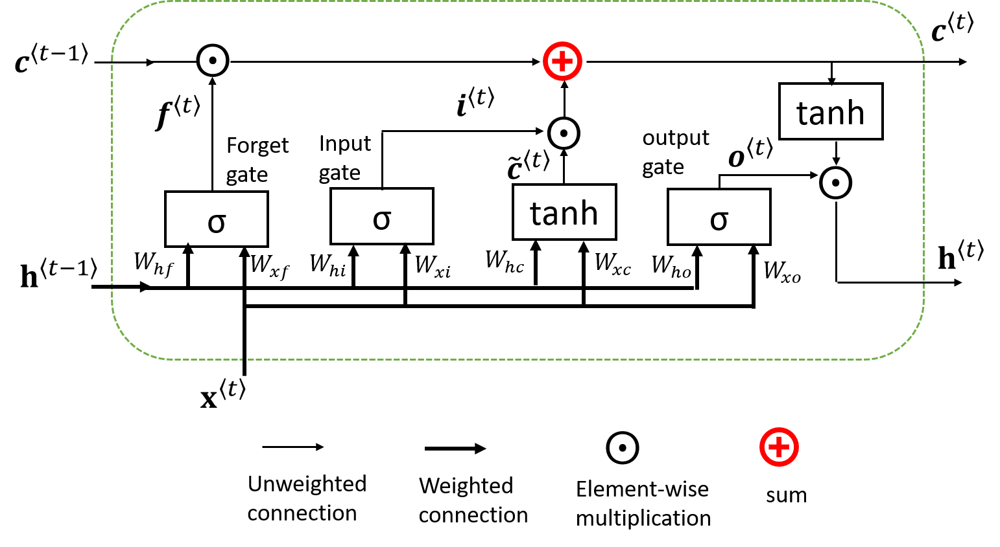 c⟨t−1⟩
c⟨t⟩
f⟨t⟩
i⟨t⟩
tanh
Forget
gate
Input
gate
c̃⟨t⟩
output
gate
o⟨t⟩
σ
σ
tanh
σ
h⟨t−1⟩
W_hf
W_xf
W_hi
W_xi
W_hc
W_xc
W_ho
W_xo
h⟨t⟩
x⟨t⟩
Unweighted
connection
Weighted
connection
Element-wise
multiplication
sum